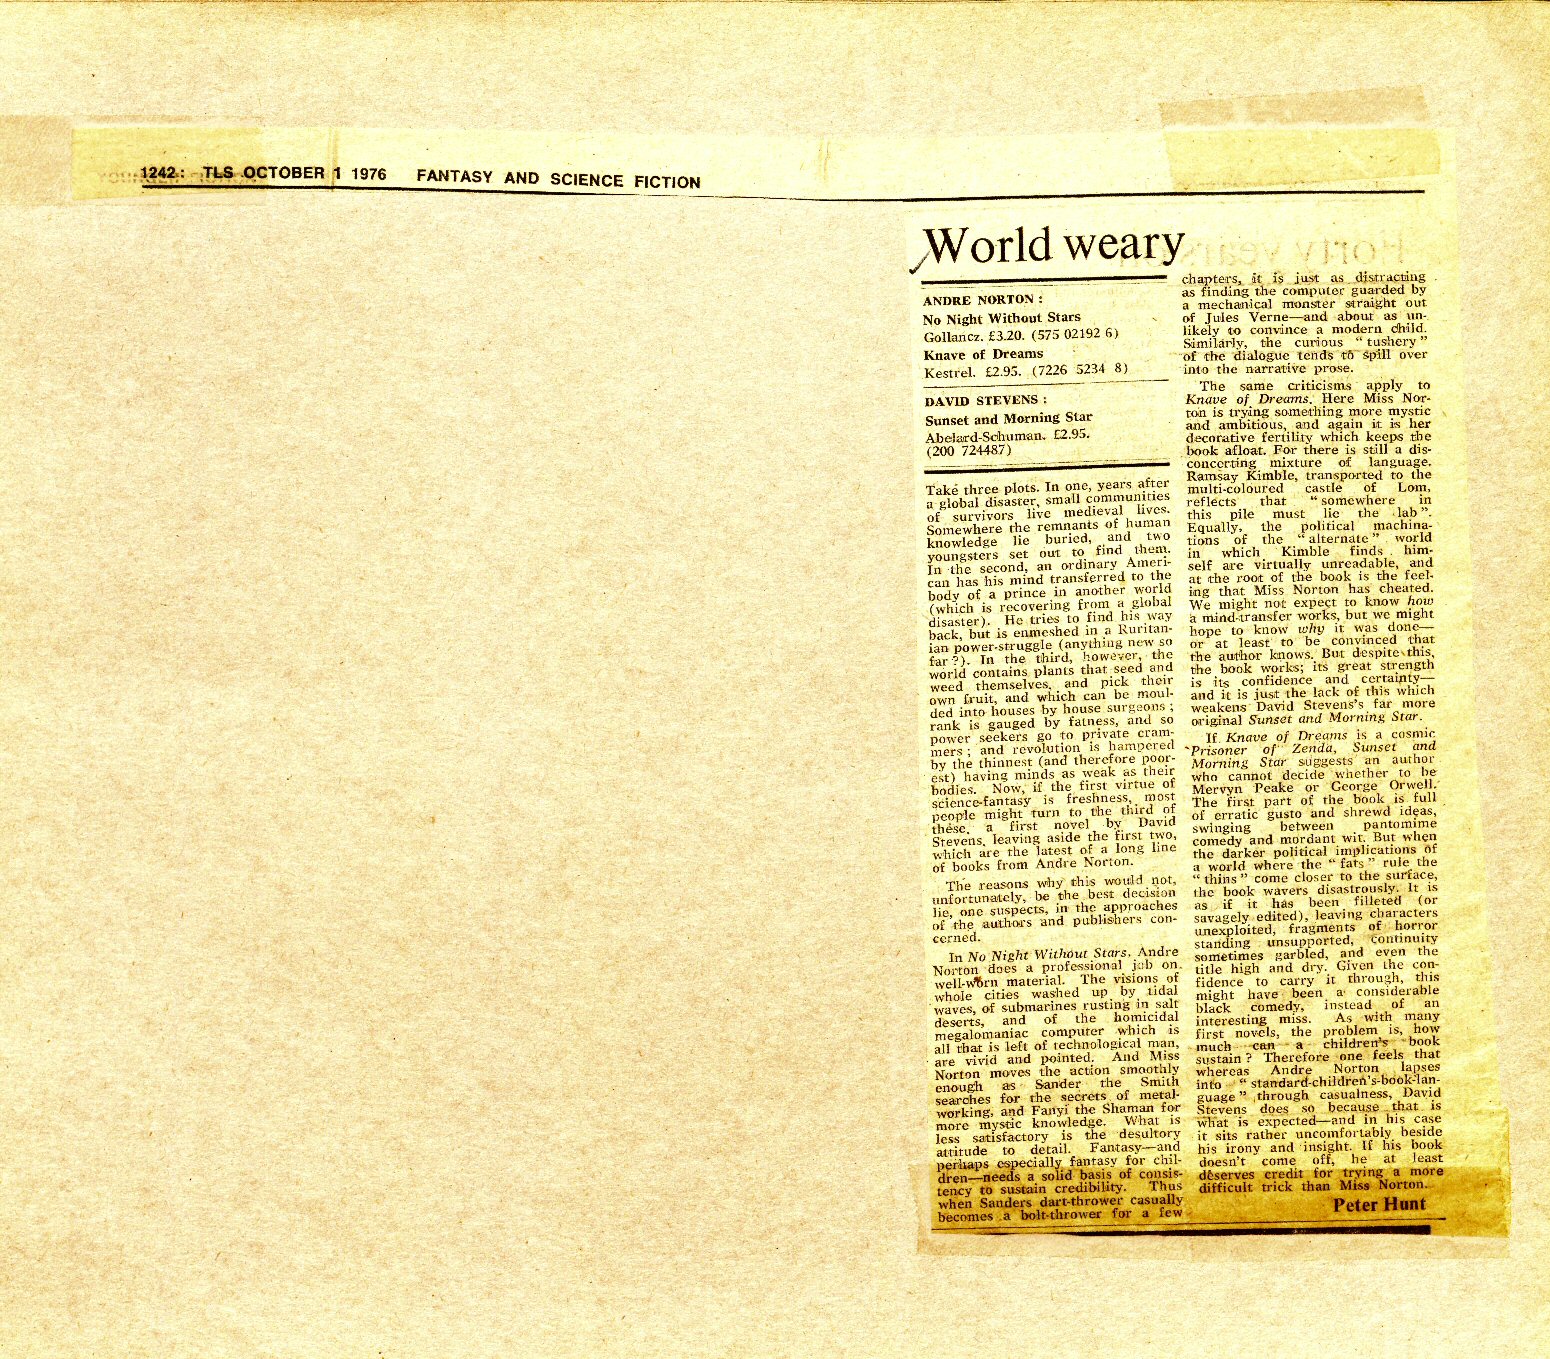 1242: TLS OCTOBER 1 1976 FANTASY AND SCIENCE FICTION
World weary
ANDRE NORTON :
No Night Without Stars
Gollancz. £3.20. (575 02192 6)
Knave of Dreams
Kestrel. £2.95. (7226 5234 8)
DAVID STEVENS :
Sunset and Morning Star
Abelard-Schuman. £2.95.
(200 724487)
Take three plots. In one, years after
a global disaster, small communities
of survivors live medieval lives.
Somewhere the remnants of human
knowledge lie buried, and two
youngsters set out to find them.
In the second, an ordinary Ameri-
can has his mind transferred to the
body of a prince in another world
(which is recovering from a global
disaster). He tries to find his way
back, but is enmeshed in a Ruritan-
ian power-struggle (anything new so
far ?). In the third, however, the
world contains plants that seed and
weed themselves, and pick their
own fruit, and which can be moul-
ded into houses by house surgeons ;
rank is gauged by fatness, and so
power seekers go to private cram-
mers ; and revolution is hampered
by the thinnest (and therefore poor-
est) having minds as weak as their
bodies. Now, if the first virtue of
science-fantasy is freshness, most
people might turn to the third of
these, a first novel by David
Stevens, leaving aside the first two,
which are the latest of a long line
of books from Andre Norton.
The reasons why this would not,
unfortunately, be the best decision
lie, one suspects, in the approaches
of the authors and publishers con-
cerned.
In No Night Without Stars, Andre
Norton does a professional job on
well-worn material. The visions of
whole cities washed up by tidal
waves, of submarines rusting in salt
deserts, and of the homicidal
megalomaniac computer which is
all that is left of technological man,
are vivid and pointed. And Miss
Norton moves the action smoothly
enough as Sander the Smith
searches for the secrets of metal-
working, and Fanyi the Shaman for
more mystic knowledge. What is
less satisfactory is the desultory
attitude to detail. Fantasy—and
perhaps especially fantasy for chil-
dren—needs a solid basis of consis-
tency to sustain credibility. Thus
when Sanders dart-thrower casually
becomes a bolt-thrower for a few
chapters, it is just as distracting
as finding the computer guarded by
a mechanical monster straight out
of Jules Verne—and about as un-
likely to convince a modern child.
Similarly, the curious “ tushery ”
of the dialogue tends to spill over
into the narrative prose.
The same criticisms apply to
Knave of Dreams. Here Miss Nor-
ton is trying something more mystic
and ambitious, and again it is her
decorative fertility which keeps the
book afloat. For there is still a dis-
concerting mixture of language.
Ramsay Kimble, transported to the
multi-coloured castle of Lom,
reflects that “ somewhere in
this pile must lie the lab ”.
Equally, the political machina-
tions of the “ alternate ” world
in which Kimble finds him-
self are virtually unreadable, and
at the root of the book is the feel-
ing that Miss Norton has cheated.
We might not expect to know how
a mind-transfer works, but we might
hope to know why it was done—
or at least to be convinced that
the author knows. But despite this,
the book works; its great strength
is its confidence and certainty—
and it is just the lack of this which
weakens David Stevens's far more
original Sunset and Morning Star.
If Knave of Dreams is a cosmic
Prisoner of Zenda, Sunset and
Morning Star suggests an author
who cannot decide whether to be
Mervyn Peake or George Orwell.
The first part of the book is full
of erratic gusto and shrewd ideas,
swinging between pantomime
comedy and mordant wit. But when
the darker political implications of
a world where the “ fats ” rule the
“ thins ” come closer to the surface,
the book wavers disastrously. It is
as if it has been filleted (or
savagely edited), leaving characters
unexploited, fragments of horror
standing unsupported, continuity
sometimes garbled, and even the
title high and dry. Given the con-
fidence to carry it through, this
might have been a considerable
black comedy, instead of an
interesting miss. As with many
first novels, the problem is, how
much can a children's book
sustain ? Therefore one feels that
whereas Andre Norton lapses
into “ standard-children's-book-lan-
guage ” through casualness, David
Stevens does so because that is
what is expected—and in his case
it sits rather uncomfortably beside
his irony and insight. If his book
doesn't come off, he at least
deserves credit for trying a more
difficult trick than Miss Norton.
Peter Hunt